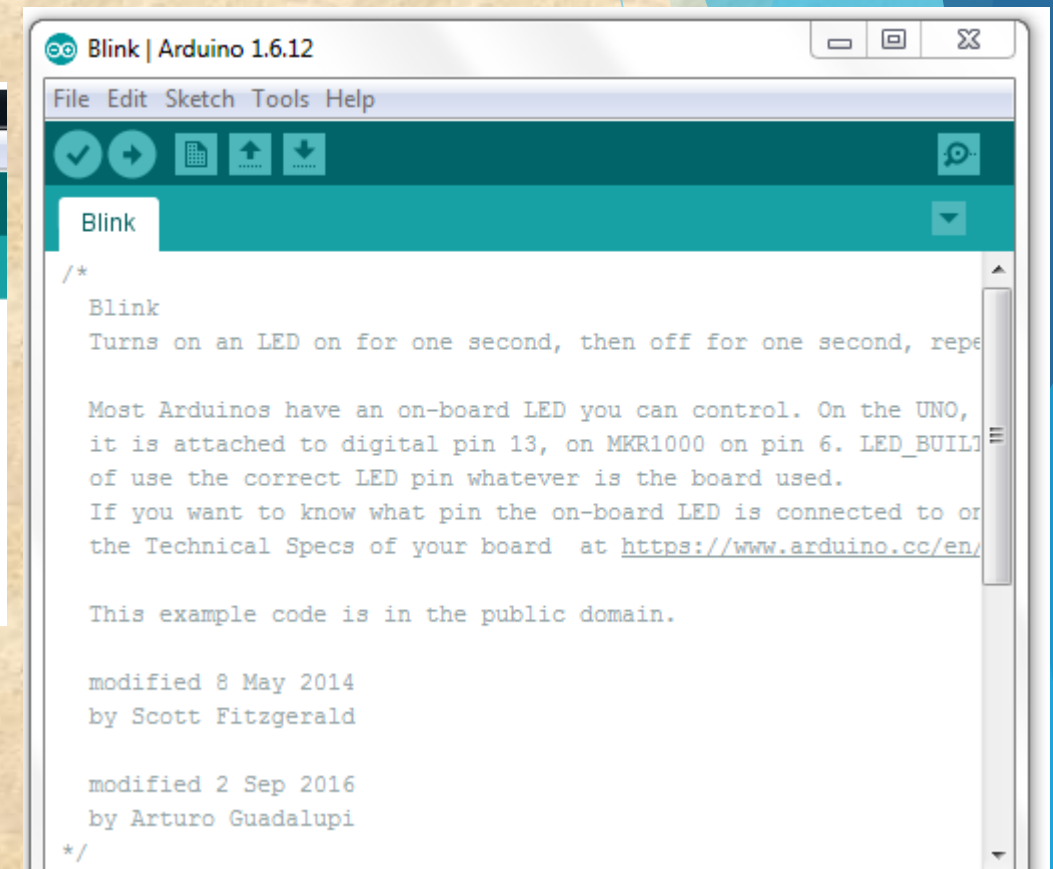 Blink | Arduino 1.6.12
File Edit Sketch Tools Help
Blink
/*
Blink
Turns on an LED on for one second, then off for one second, repe
Most Arduinos have an on-board LED you can control. On the UNO,
it is attached to digital pin 13, on MKR1000 on pin 6. LED_BUILT
of use the correct LED pin whatever is the board used.
If you want to know what pin the on-board LED is connected to on
the Technical Specs of your board  at https://www.arduino.cc/en/
This example code is in the public domain.
modified 8 May 2014
by Scott Fitzgerald
modified 2 Sep 2016
by Arturo Guadalupi
*/